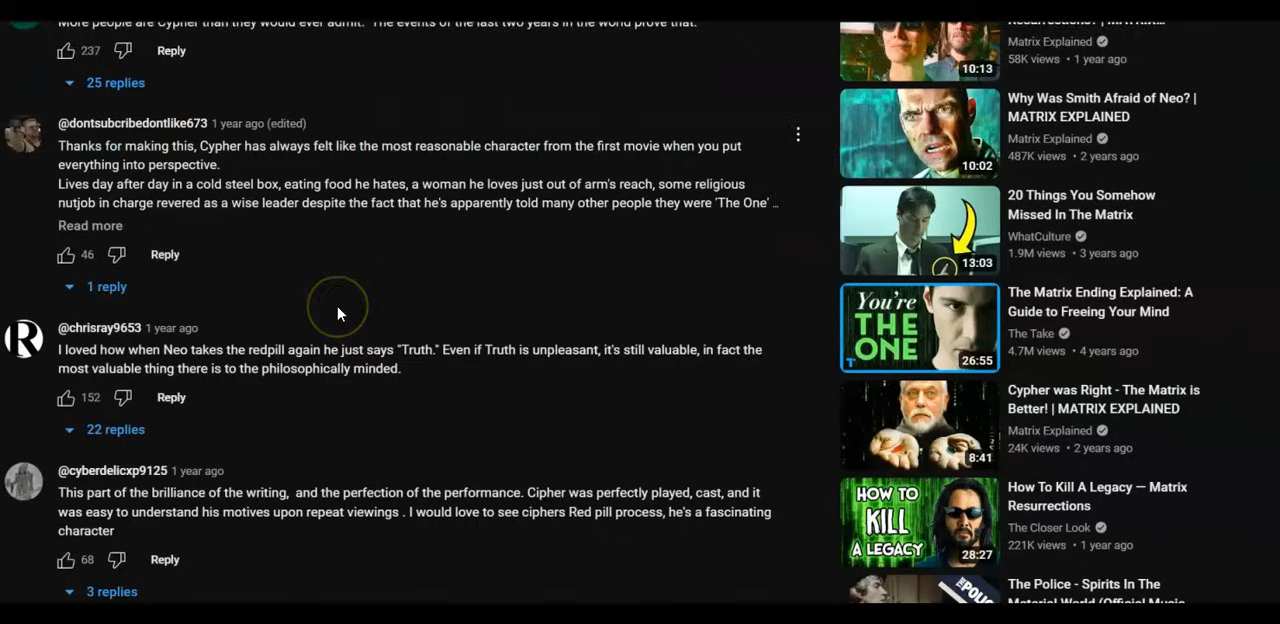 More people are Cypher than they would ever admit. The events of the last two years in the world prove that.
237 Reply
25 replies
@dontsubcribedontlike673 1 year ago (edited)
Thanks for making this, Cypher has always felt like the most reasonable character from the first movie when you put
everything into perspective.
Lives day after day in a cold steel box, eating food he hates, a woman he loves just out of arm's reach, some religious
nutjob in charge revered as a wise leader despite the fact that he's apparently told many other people they were 'The One' ...
Read more
46 Reply
1 reply
@chrisray9653 1 year ago
I loved how when Neo takes the redpill again he just says "Truth." Even if Truth is unpleasant, it's still valuable, in fact the
most valuable thing there is to the philosophically minded.
152 Reply
22 replies
@cyberdelicxp9125 1 year ago
This part of the brilliance of the writing, and the perfection of the performance. Cipher was perfectly played, cast, and it
was easy to understand his motives upon repeat viewings . I would love to see ciphers Red pill process, he's a fascinating
character
68 Reply
3 replies
Resurrections? | MATRIX...
Matrix Explained
58K views • 1 year ago
10:13
Why Was Smith Afraid of Neo? |
MATRIX EXPLAINED
Matrix Explained
487K views • 2 years ago
10:02
20 Things You Somehow
Missed In The Matrix
WhatCulture
1.9M views • 3 years ago
13:03
You're
THE
ONE
26:55
The Matrix Ending Explained: A
Guide to Freeing Your Mind
The Take
4.7M views • 4 years ago
Cypher was Right - The Matrix is
Better! | MATRIX EXPLAINED
Matrix Explained
24K views • 2 years ago
8:41
HOW TO
KILL
A LEGACY
28:27
How To Kill A Legacy — Matrix
Resurrections
The Closer Look
221K views • 1 year ago
THE POLICE
The Police - Spirits In The
Material World (Official Music